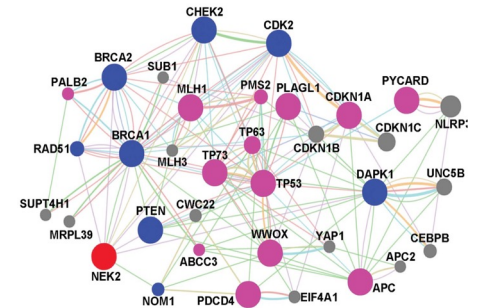 CHEK2
CDK2
BRCA2
SUB1
PALB2
MLH1
PMS2
PLAGL1
CDKN1A
PYCARD
NLRP3
CDKN1C
CDKN1B
TP63
BRCA1
RAD51
MLH3
TP73
TP53
DAPK1
UNC5B
SUPT4H1
MRPL39
PTEN
CWC22
WWOX
YAP1
CEBPB
NEK2
ABCC3
APC2
NOM1
PDCD4
EIF4A1
APC